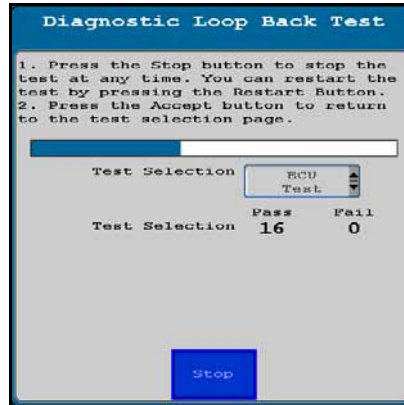 Diagnostic Loop Back Test
1. Press the Stop button to stop the
test at any time. You can restart the
test by pressing the Restart Button.
2. Press the Accept button to return
to the test selection page.
Test Selection ECU
Test
Pass Fail
Test Selection 16 0
Stop